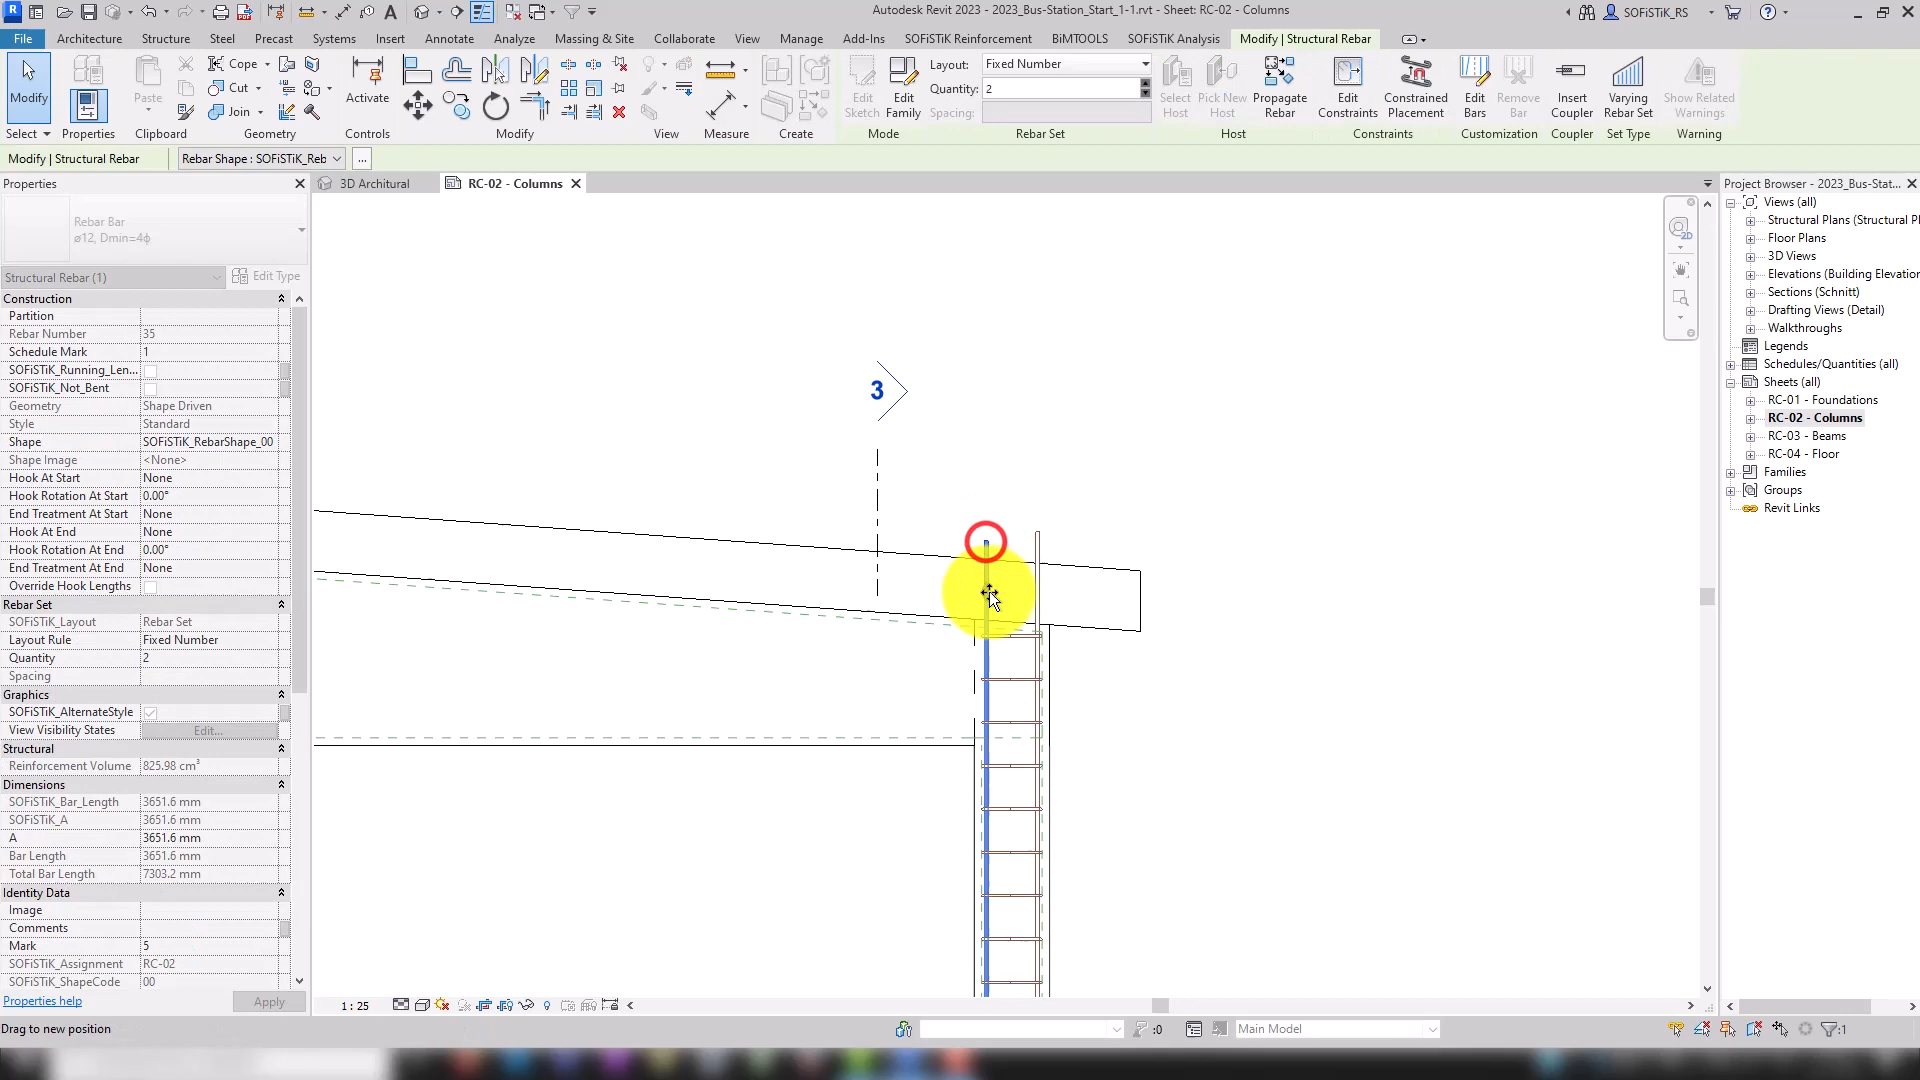 Autodesk Revit 2023 - 2023_Bus-Station_Start_1-1.rvt - Sheet: RC-02 - Columns
SOFiSTiK_RS
File Architecture Structure Steel Precast Systems Insert Annotate Analyze Massing & Site Collaborate View Manage Add-Ins SOFiSTiK Reinforcement BiMTOOLS SOFiSTiK Analysis Modify | Structural Rebar
Modify
Properties
Paste
Cope
Cut
Join
Activate
Edit Sketch
Edit Family
Layout: Fixed Number
Quantity: 2
Spacing:
Select Host
Pick New Host
Propagate Rebar
Edit Constraints
Constrained Placement
Edit Bars
Remove Bar
Insert Coupler
Varying Rebar Set
Show Related Warnings
Select Properties Clipboard Geometry Controls Modify View Measure Create Mode Rebar Set Host Constraints Customization Coupler Set Type Warning
Modify | Structural Rebar
Rebar Shape : SOFiSTiK_Reb
...
Properties
Rebar Bar
ø12, Dmin=4ϕ
Structural Rebar (1)
Edit Type
Construction
Partition
Rebar Number 35
Schedule Mark 1
SOFiSTiK_Running_Len...
SOFiSTiK_Not_Bent
Geometry Shape Driven
Style Standard
Shape SOFiSTiK_RebarShape_00
Shape Image <None>
Hook At Start None
Hook Rotation At Start 0.00°
End Treatment At Start None
Hook At End None
Hook Rotation At End 0.00°
End Treatment At End None
Override Hook Lengths
Rebar Set
SOFiSTiK_Layout Rebar Set
Layout Rule Fixed Number
Quantity 2
Spacing
Graphics
SOFiSTiK_AlternateStyle
View Visibility States Edit...
Structural
Reinforcement Volume 825.98 cm³
Dimensions
SOFiSTiK_Bar_Length 3651.6 mm
SOFiSTiK_A 3651.6 mm
A 3651.6 mm
Bar Length 3651.6 mm
Total Bar Length 7303.2 mm
Identity Data
Image
Comments
Mark 5
SOFiSTiK_Assignment RC-02
SOFiSTiK_ShapeCode 00
Properties help
Apply
3D Architural
RC-02 - Columns
2D
3
1 : 25
Project Browser - 2023_Bus-Stat...
Views (all)
Structural Plans (Structural Pl
Floor Plans
3D Views
Elevations (Building Elevation
Sections (Schnitt)
Drafting Views (Detail)
Walkthroughs
Legends
Schedules/Quantities (all)
Sheets (all)
RC-01 - Foundations
RC-02 - Columns
RC-03 - Beams
RC-04 - Floor
Families
Groups
Revit Links
Drag to new position
:0
Main Model
:1